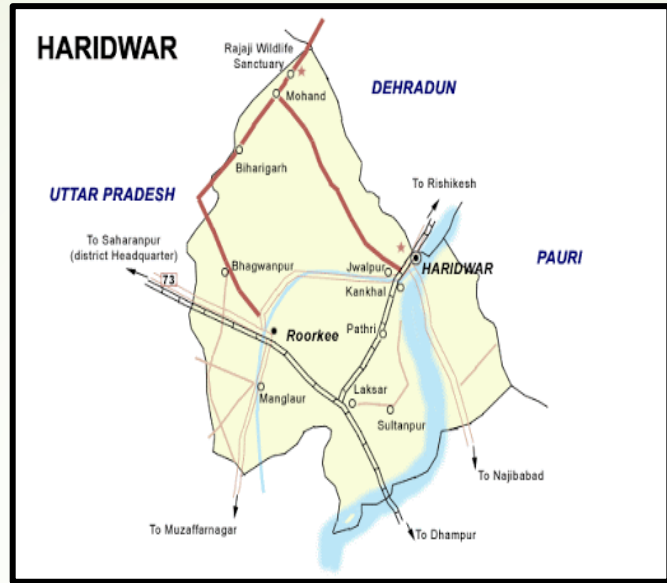 HARIDWAR
Rajaji Wildlife
Sanctuary
DEHRADUN
Mohand
Biharigarh
To Rishikesh
UTTAR PRADESH
To Saharanpur
(district Headquarter)
PAURI
Bhagwanpur
Jwalpur
HARIDWAR
73
Kankhal
Roorkee
Pathri
Manglaur
Laksar
Sultanpur
To Najibabad
To Muzaffarnagar
To Dhampur